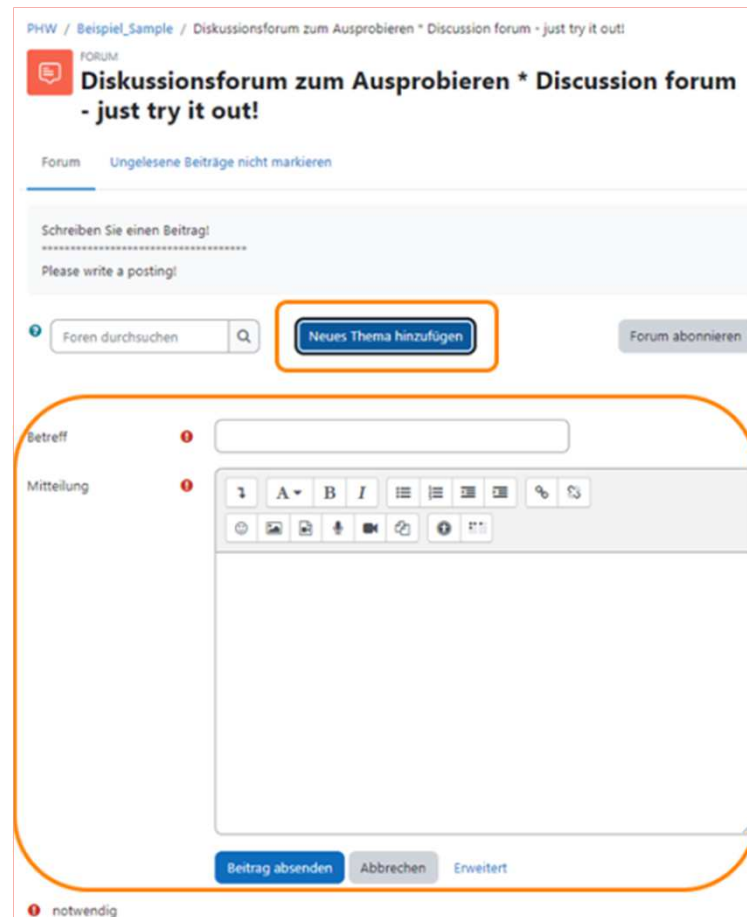 PHW / Beispiel_Sample / Diskussionsforum zum Ausprobieren * Discussion forum - just try it out!
FORUM
Diskussionsforum zum Ausprobieren * Discussion forum
- just try it out!
Forum Ungelesene Beiträge nicht markieren
Schreiben Sie einen Beitrag!
************************************
Please write a posting!
Foren durchsuchen Neues Thema hinzufügen Forum abonnieren
Betreff
Mitteilung
A B I
Beitrag absenden Abbrechen Erweitert
notwendig